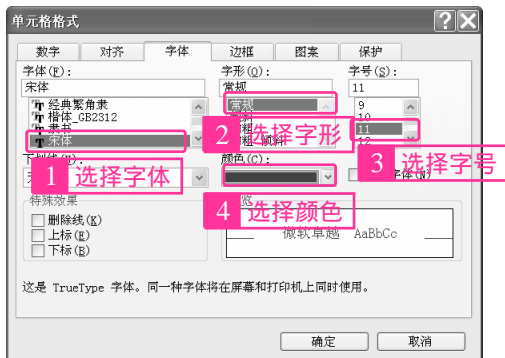 单元格格式
数字 对齐 字体 边框 图案 保护
字体(F): 字形(O): 字号(S):
宋体 常规 11
经典繁角隶 常规 9
楷体_GB2312 10
隶书 11
宋体 12
2 选择字形
3 选择字号
1 选择字体
颜色(C):
4 选择颜色
特殊效果
删除线(K)
上标(E)
下标(B)
微软卓越 AaBbCc
这是 TrueType 字体。同一种字体将在屏幕和打印机上同时使用。
确定 取消